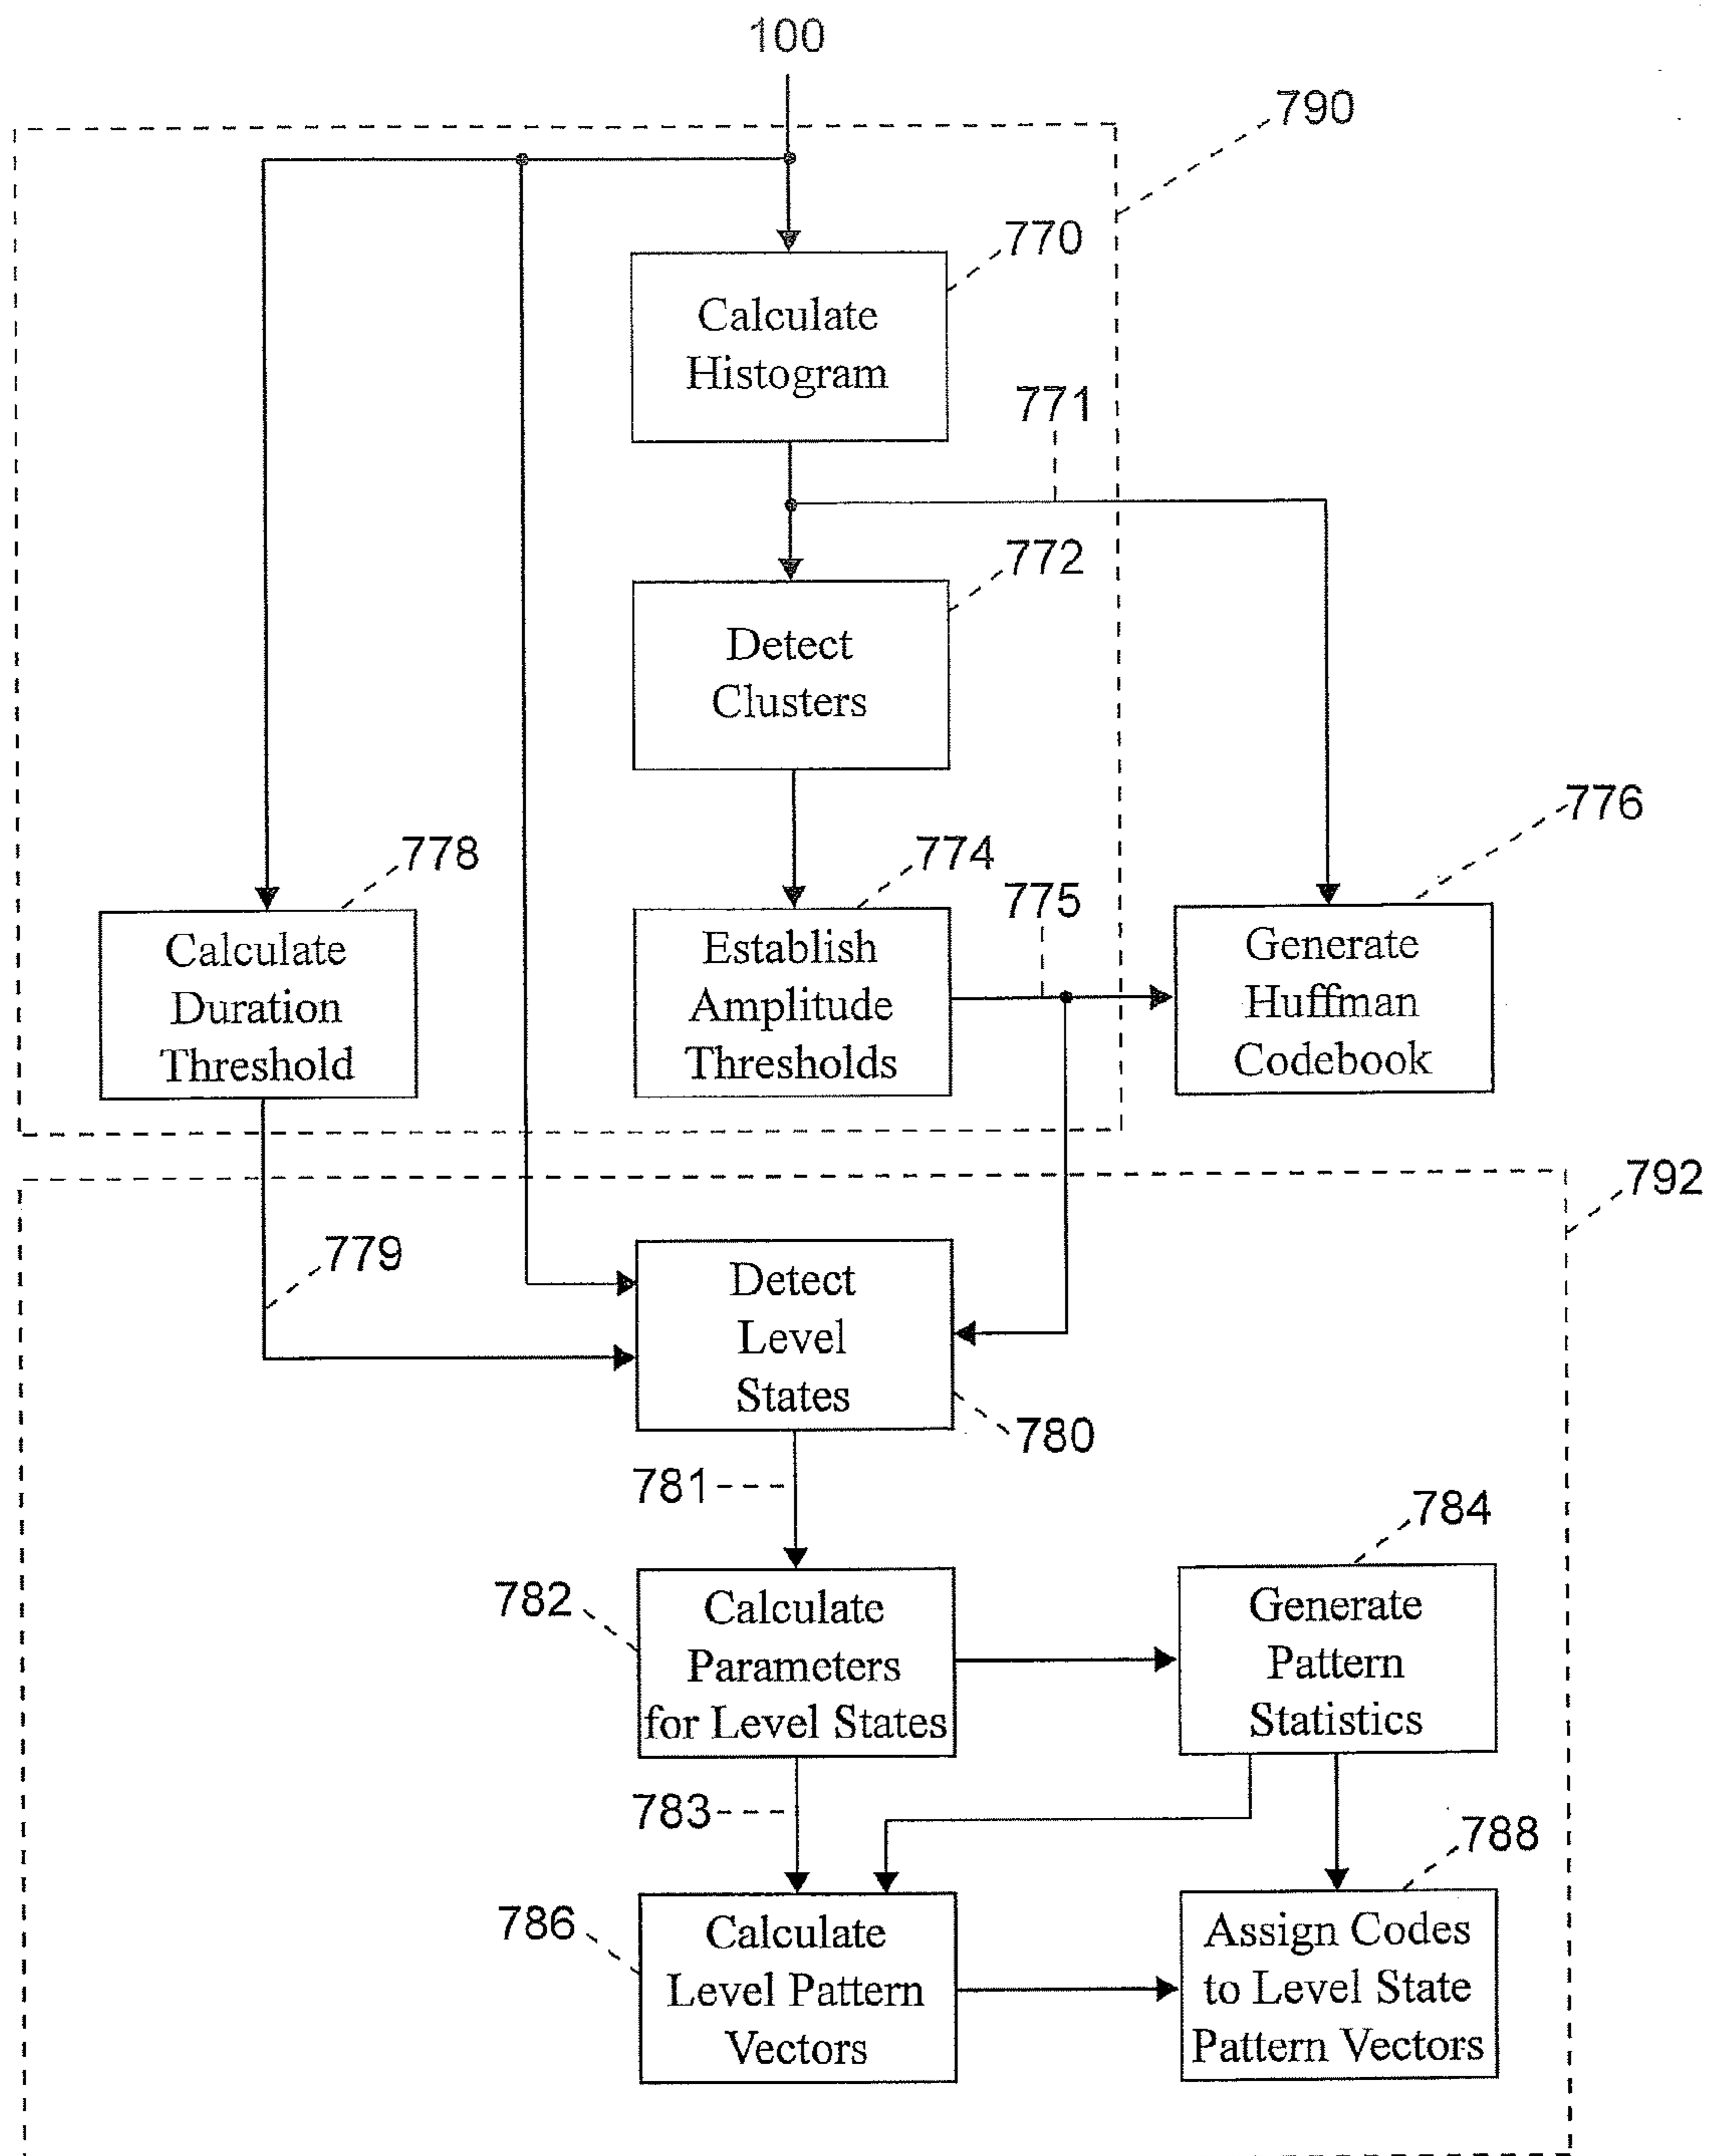 100
790
770
Calculate
Histogram
771
772
Detect
Clusters
776
778
774
775
Calculate
Duration
Threshold
Establish
Amplitude
Thresholds
Generate
Huffman
Codebook
792
779
Detect
Level
States
780
781
784
782
Calculate
Parameters
for Level States
Generate
Pattern
Statistics
783
788
786
Calculate
Level Pattern
Vectors
Assign Codes
to Level State
Pattern Vectors